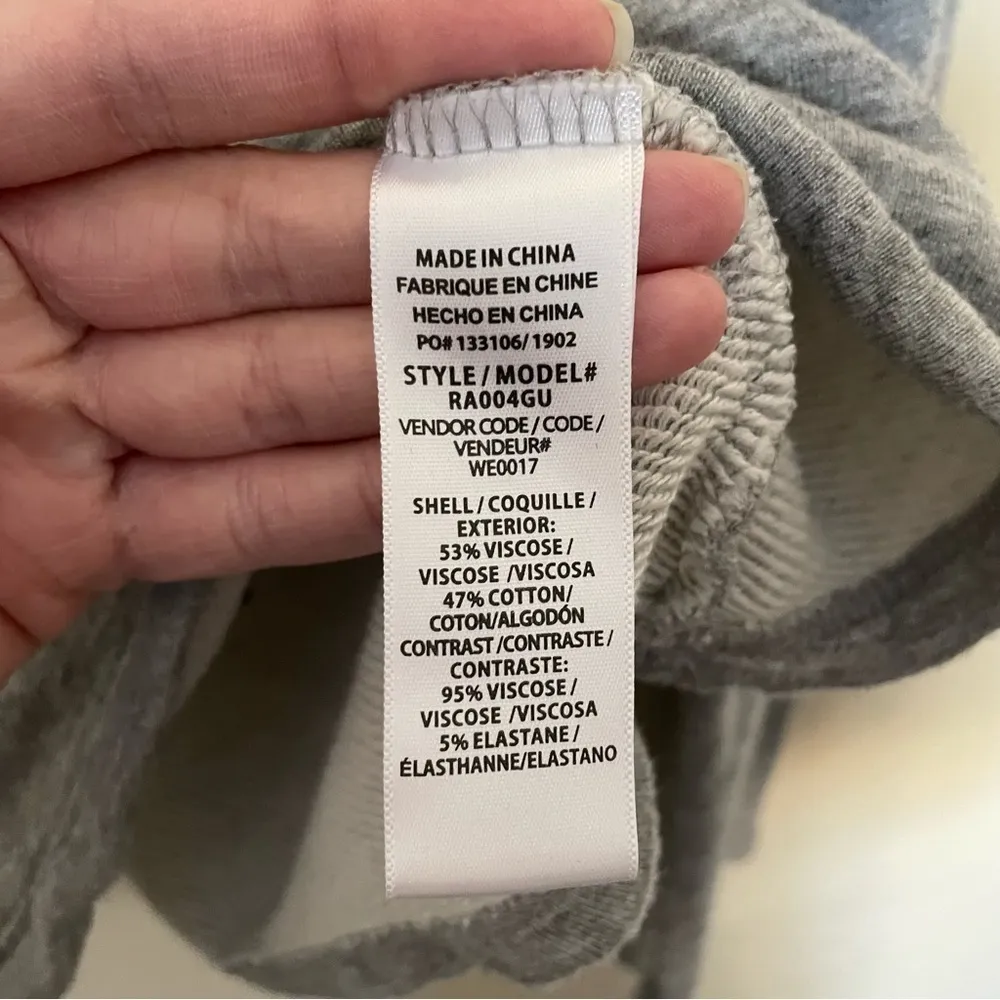 MADE IN CHINA
FABRIQUE EN CHINE
HECHO EN CHINA
PO# 133106/1902
STYLE / MODEL#
RA004GU
VENDOR CODE / CODE /
VENDEUR#
WE0017
SHELL / COQUILLE /
EXTERIOR:
53% VISCOSE /
VISCOSE /VISCOSA
47% COTTON/
COTON/ALGODÓN
CONTRAST /CONTRASTE /
CONTRASTE:
95% VISCOSE /
VISCOSE /VISCOSA
5% ELASTANE /
ÉLASTHANNE/ELASTANO